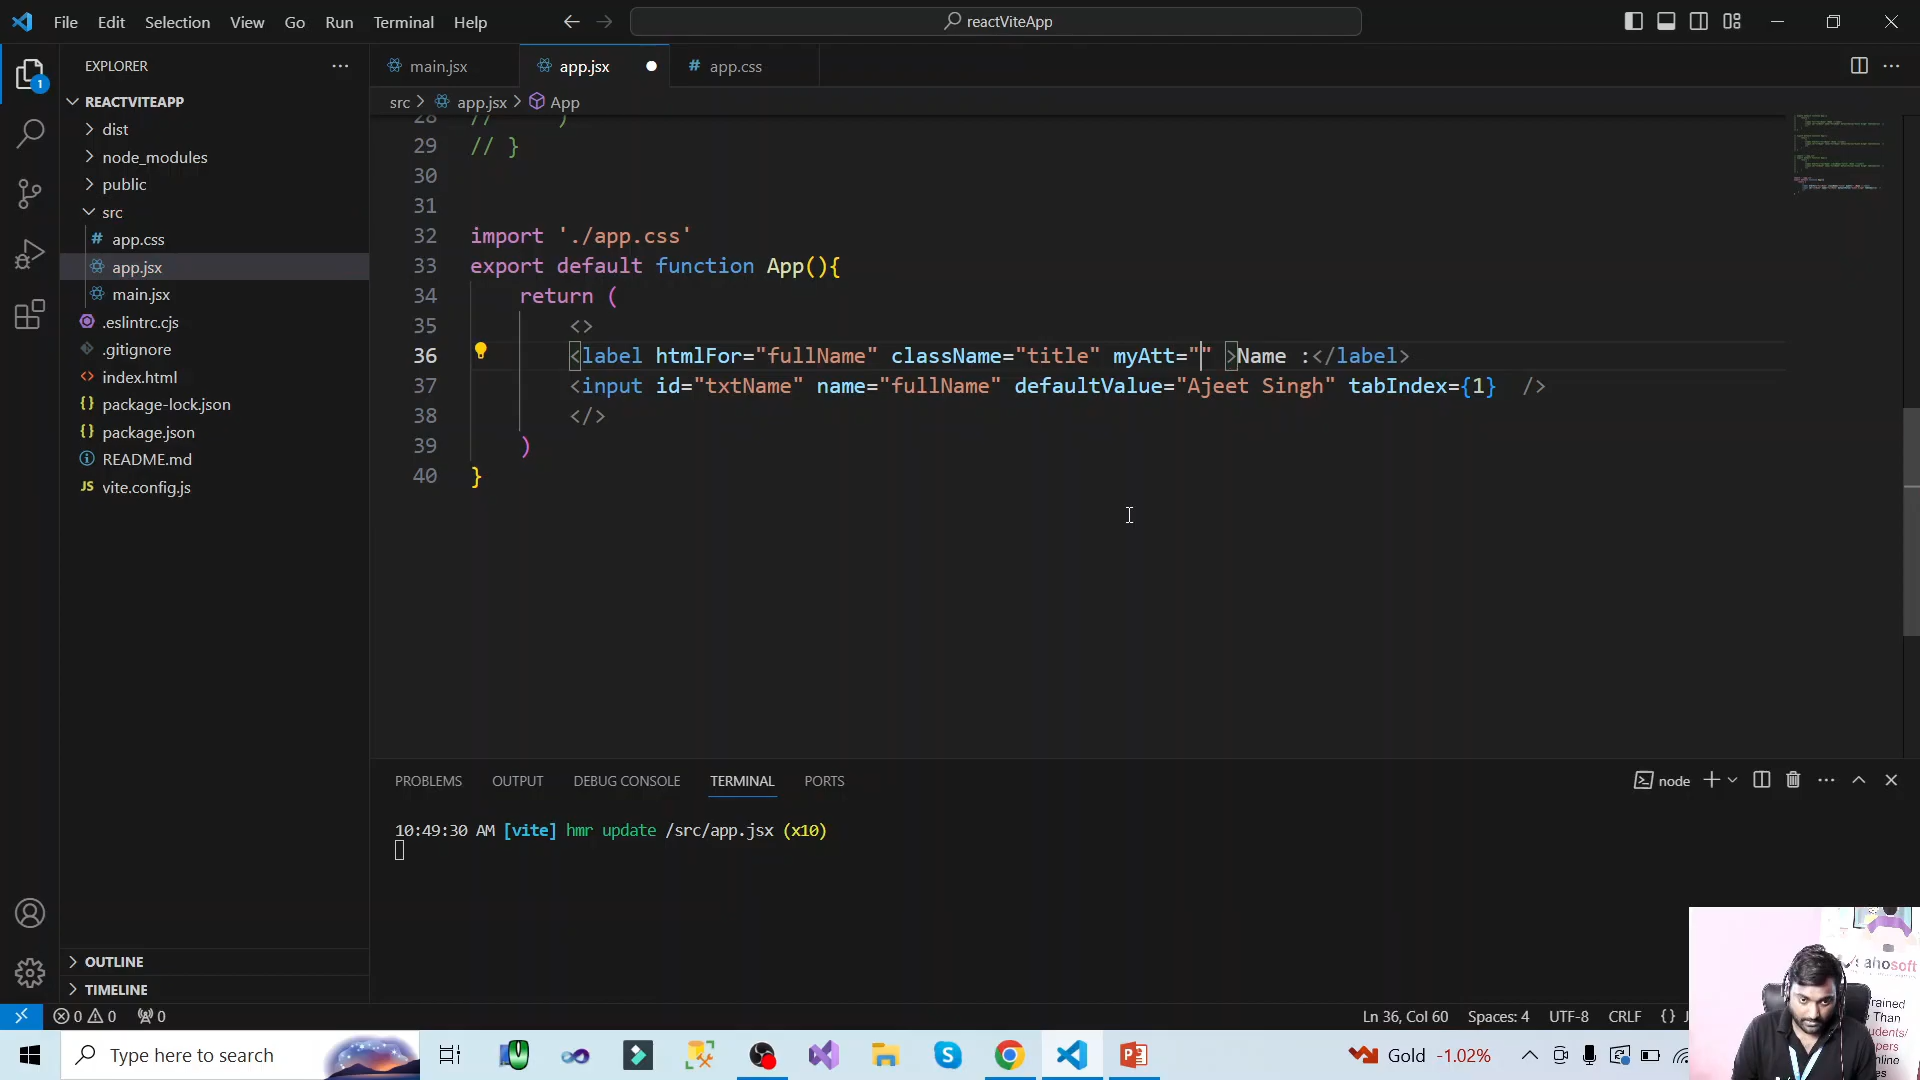 File Edit Selection View Go Run Terminal Help
reactViteApp
EXPLORER
REACTVITEAPP
dist
node_modules
public
src
app.css
app.jsx
main.jsx
.eslintrc.cjs
.gitignore
index.html
package-lock.json
package.json
README.md
vite.config.js
OUTLINE
TIMELINE
main.jsx
app.jsx
app.css
src > app.jsx > App
28 // )
29 // }
30
31
32 import './app.css'
33 export default function App(){
34 return (
35 <>
36 <label htmlFor="fullName" className="title" myAtt="" >Name :</label>
37 <input id="txtName" name="fullName" defaultValue="Ajeet Singh" tabIndex={1} />
38 </>
39 )
40 }
PROBLEMS OUTPUT DEBUG CONSOLE TERMINAL PORTS
node
10:49:30 AM [vite] hmr update /src/app.jsx (x10)
0 0 0
Ln 36, Col 60 Spaces: 4 UTF-8 CRLF {}
Type here to search
Gold -1.02%